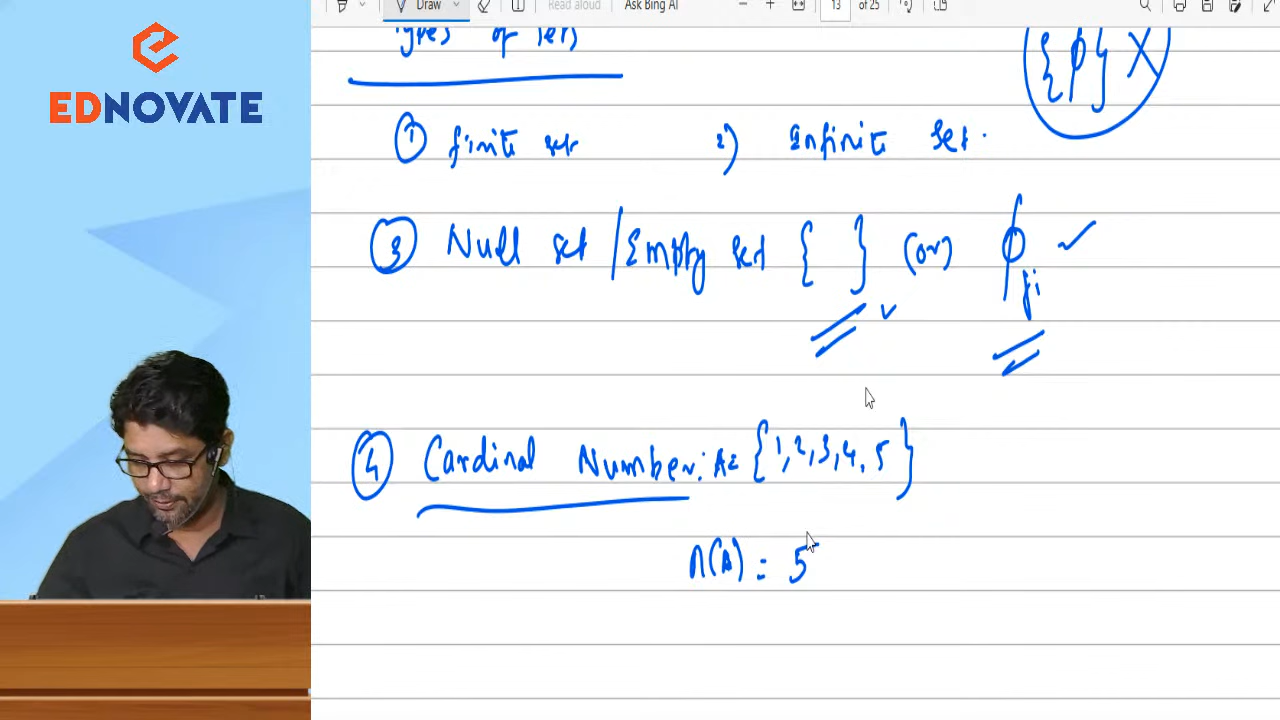 Draw
Read aloud
Ask Bing AI
13 of 25
EDNOVATE
Types of sets
{ϕ} X
① finite set 2) Infinite set.
③ Null set / Empty set { } (or) ϕ ✓
fi
④ Cardinal Number: A= {1, 2, 3, 4, 5}
n(A) = 5